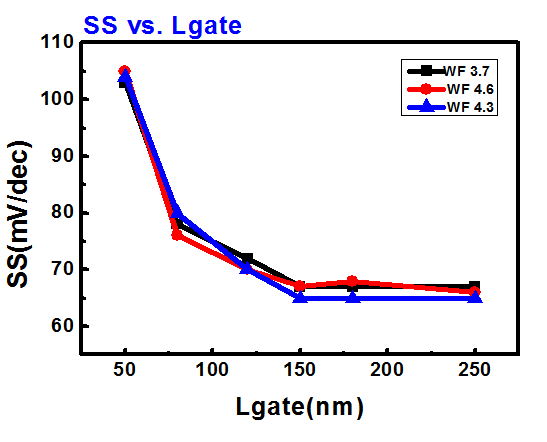 SS vs. Lgate
110
100
90
80
70
60
SS(mV/dec)
WF 3.7
WF 4.6
WF 4.3
50 100 150 200 250
Lgate(nm)